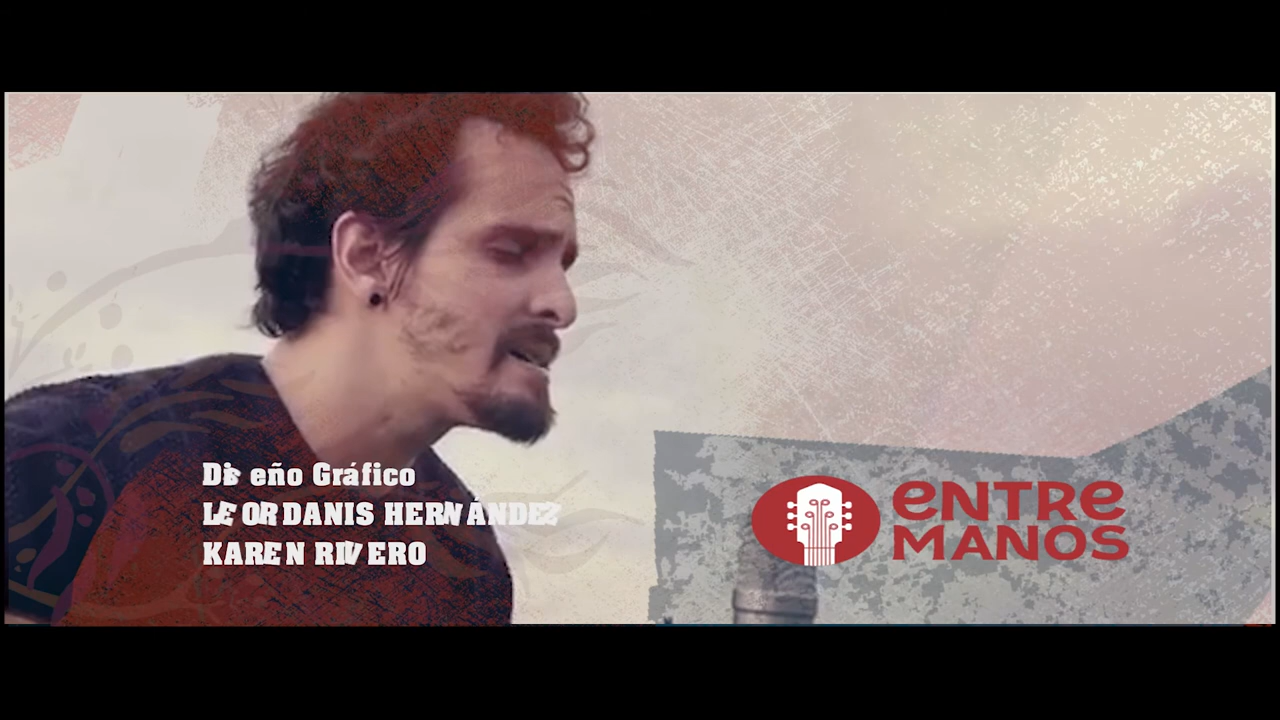 Diseño Gráfico
LEORDANIS HERNÁNDEZ
KAREN RIVERO
eNTRe
MANOS